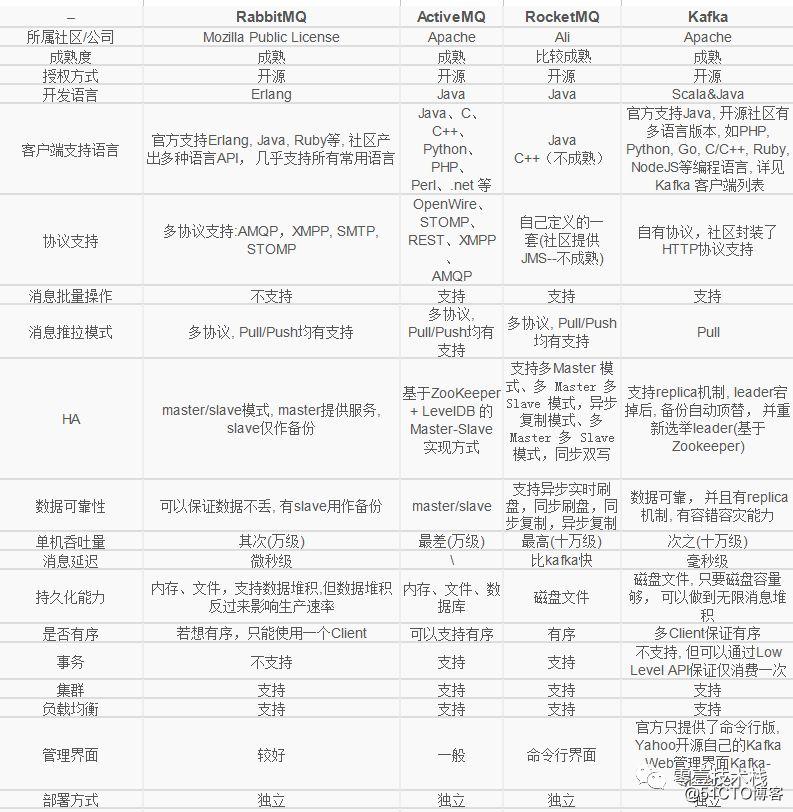 – RabbitMQ ActiveMQ RocketMQ Kafka
所属社区/公司 Mozilla Public License Apache Ali Apache
成熟度 成熟 成熟 比较成熟 成熟
授权方式 开源 开源 开源 开源
开发语言 Erlang Java Java Scala&Java
客户端支持语言
官方支持Erlang, Java, Ruby等, 社区产
出多种语言API， 几乎支持所有常用语言
Java、C、
C++、
Python、
PHP、
Perl、.net 等
Java
C++（不成熟）
官方支持Java, 开源社区有
多语言版本, 如PHP,
Python, Go, C/C++, Ruby,
NodeJS等编程语言, 详见
Kafka 客户端列表
协议支持
多协议支持:AMQP，XMPP, SMTP,
STOMP
OpenWire、
STOMP、
REST、XMPP
、
AMQP
自己定义的一
套(社区提供
JMS--不成熟)
自有协议，社区封装了
HTTP协议支持
消息批量操作 不支持 支持 支持 支持
消息推拉模式
多协议, Pull/Push均有支持
多协议,
Pull/Push均有
支持
多协议, Pull/Push
均有支持
Pull
HA
master/slave模式, master提供服务,
slave仅作备份
基于ZooKeeper
+ LevelDB 的
Master-Slave
实现方式
支持多Master 模
式、多 Master 多
Slave 模式，异步
复制模式、多
Master 多 Slave
模式，同步双写
支持replica机制, leader宕
掉后, 备份自动顶替， 并重
新选举leader(基于
Zookeeper)
数据可靠性
可以保证数据不丢, 有slave用作备份
master/slave
支持异步实时刷
盘，同步刷盘，同
步复制，异步复制
数据可靠， 并且有replica
机制, 有容错容灾能力
单机吞吐量 其次(万级) 最差(万级) 最高(十万级) 次之(十万级)
消息延迟 微秒级 \ 比kafka快 毫秒级
持久化能力
内存、文件，支持数据堆积,但数据堆积
反过来影响生产速率
内存、文件、数
据库
磁盘文件
磁盘文件, 只要磁盘容量
够， 可以做到无限消息堆
积
是否有序 若想有序，只能使用一个Client 可以支持有序 有序 多Client保证有序
事务 不支持 支持 支持
不支持, 但可以通过Low
Level API保证仅消费一次
集群 支持 支持 支持 支持
负载均衡 支持 支持 支持 支持
管理界面 较好 一般 命令行界面
官方只提供了命令行版,
Yahoo开源自己的Kafka
Web管理界面Kafka-
部署方式 独立 独立 独立 独立
零壹技术栈
@51CTO博客